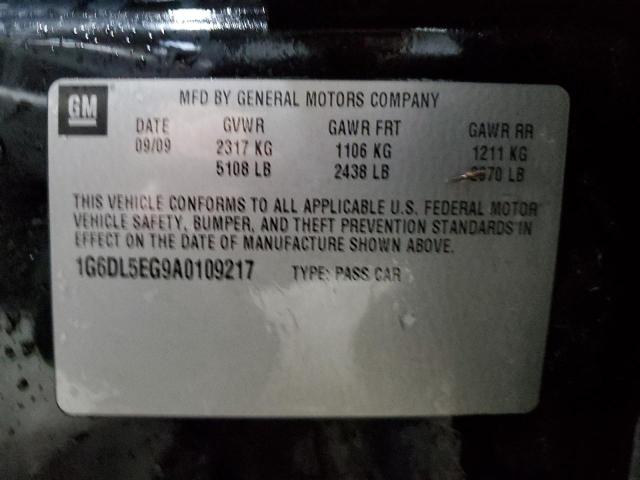 GM
MFD BY GENERAL MOTORS COMPANY
DATE GVWR GAWR FRT GAWR RR
09/09 2317 KG 1106 KG 1211 KG
5108 LB 2438 LB 2670 LB
THIS VEHICLE CONFORMS TO ALL APPLICABLE U.S. FEDERAL MOTOR
VEHICLE SAFETY, BUMPER, AND THEFT PREVENTION STANDARDS IN
EFFECT ON THE DATE OF MANUFACTURE SHOWN ABOVE.
1G6DL5EG9A0109217 TYPE: PASS CAR